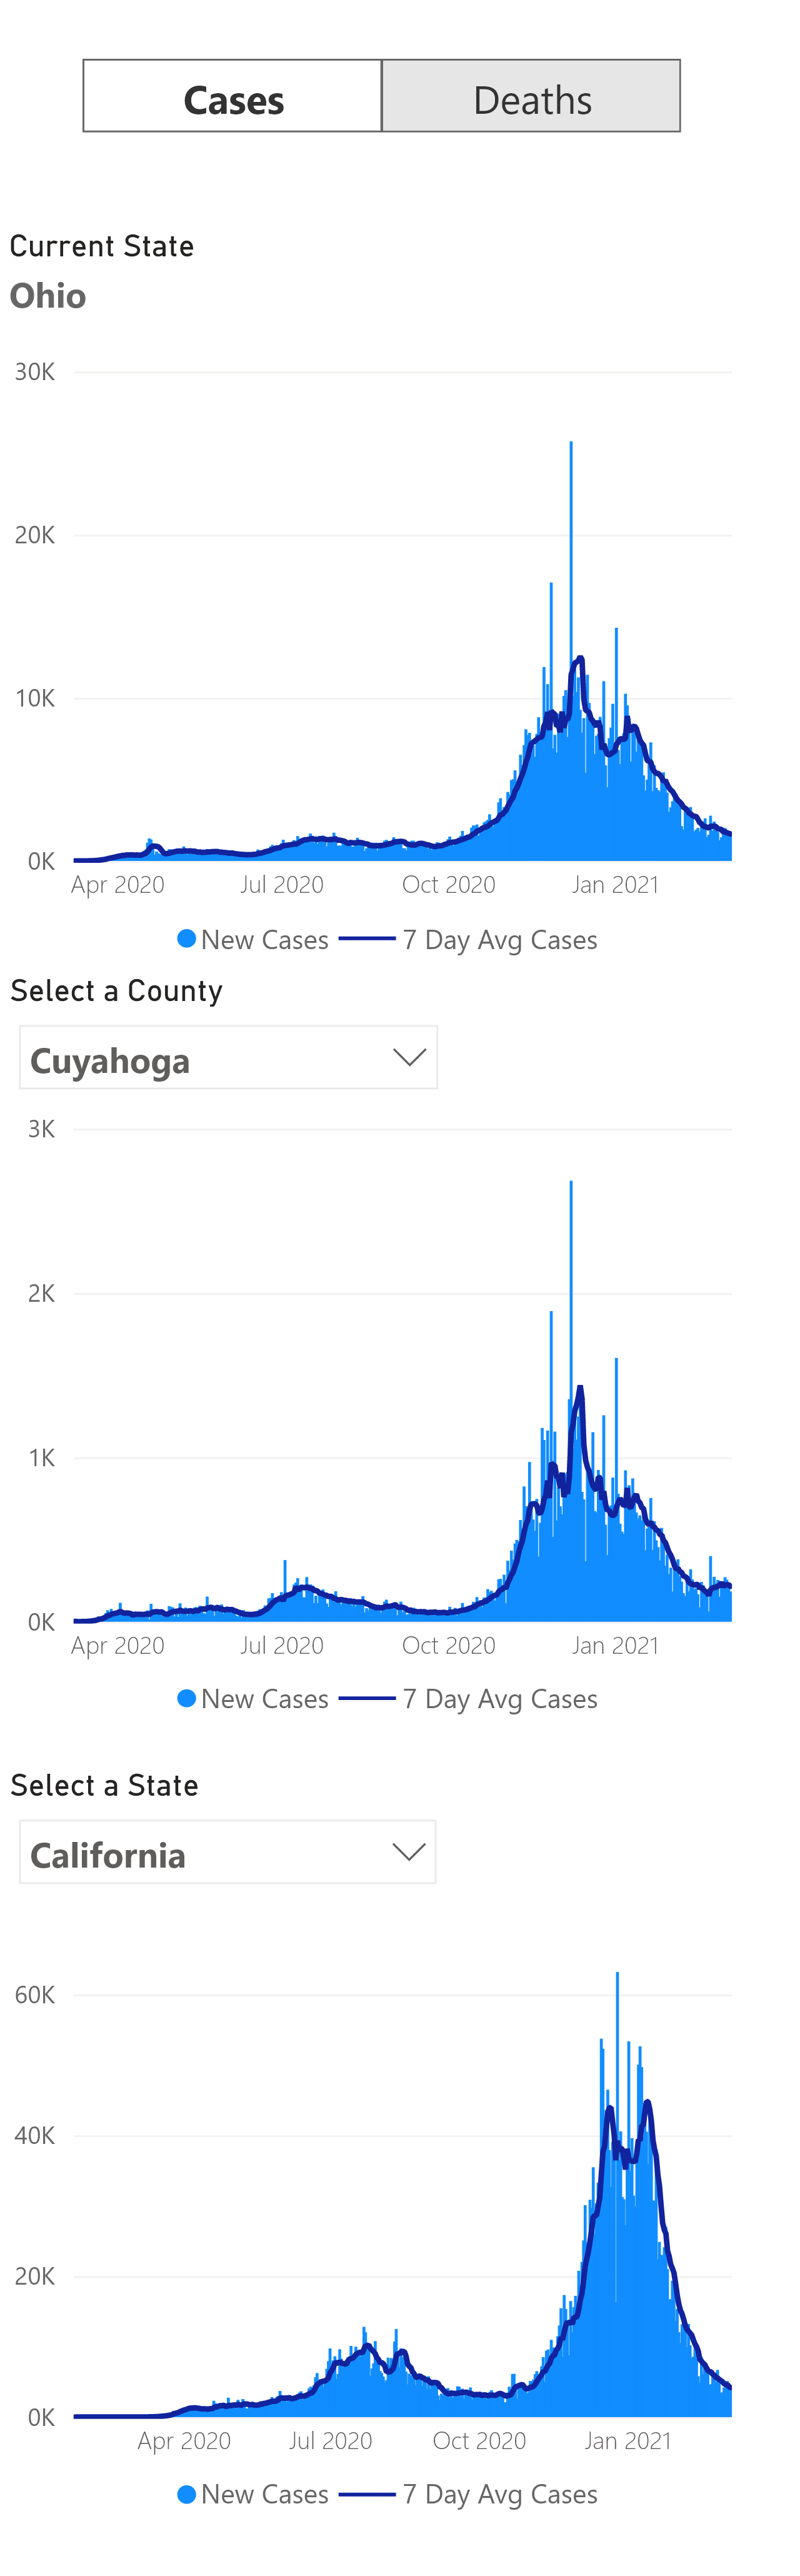 Cases Deaths
Current State
Ohio
30K
20K
10K
0K
Apr 2020 Jul 2020 Oct 2020 Jan 2021
New Cases 7 Day Avg Cases
Select a County
Cuyahoga
3K
2K
1K
0K
Apr 2020 Jul 2020 Oct 2020 Jan 2021
New Cases 7 Day Avg Cases
Select a State
California
60K
40K
20K
0K
Apr 2020 Jul 2020 Oct 2020 Jan 2021
New Cases 7 Day Avg Cases